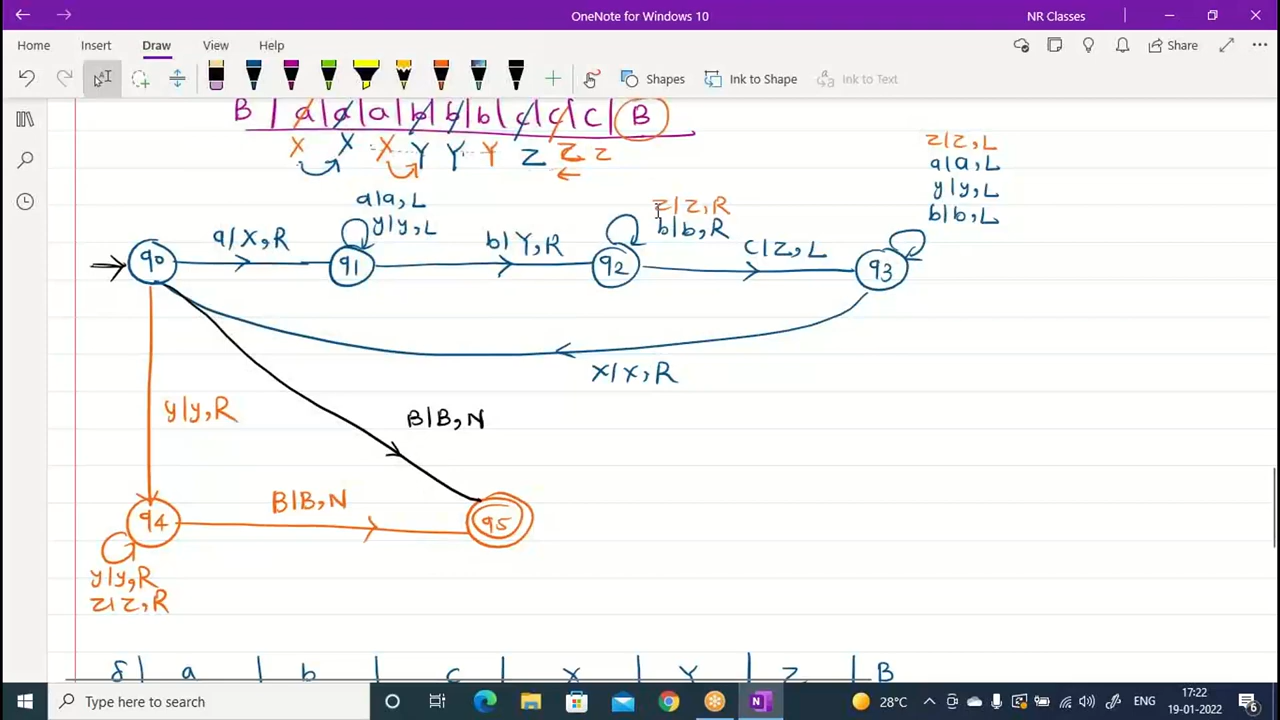 OneNote for Windows 10
NR Classes
Home Insert Draw View Help
Share
Shapes
Ink to Shape
Ink to Text
B | a | a | a | b | b | b | c | c | c | B
X X X Y Y Y Z Z Z
z|z, L
a|a, L
y|y, L
b|b, L
a|a, L
y|y, L
z|z, R
b|b, R
a|X, R
b|Y, R
c|Z, L
q0
q1
q2
q3
x|x, R
y|y, R
B|B, N
B|B, N
q4
q5
y|y, R
z|z, R
δ | a | b | c | X | Y | Z | B
Type here to search
28°C
ENG
17:22
19-01-2022
6